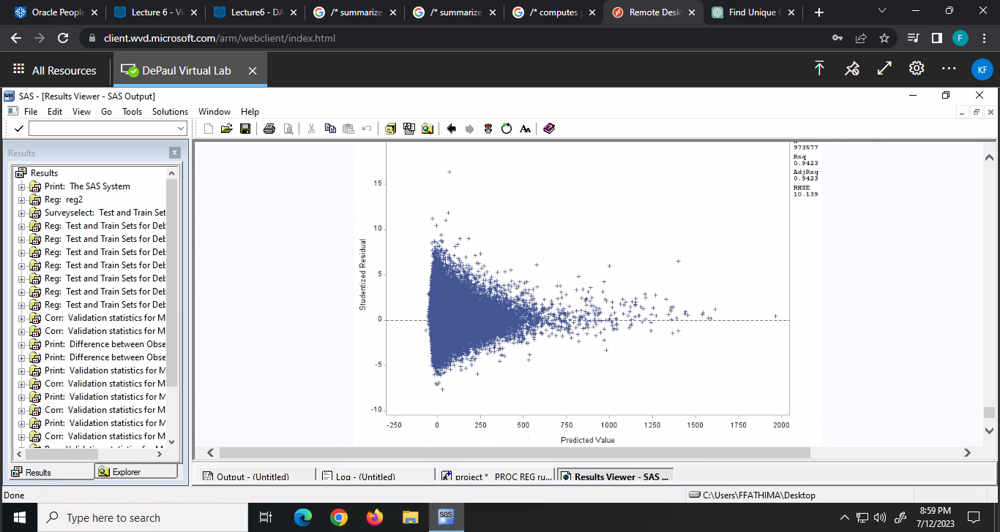 Oracle People
Lecture 6 - Vi
Lecture6 - DA
/* summarize
/* summarize
/* computes p
Remote Desk
Find Unique C
client.wvd.microsoft.com/arm/webclient/index.html
F
All Resources
DePaul Virtual Lab
KF
sas SAS - [Results Viewer - SAS Output]
File Edit View Go Tools Solutions Window Help
Results
Results
Print: The SAS System
Reg: reg2
Surveyselect: Test and Train Set
Reg: Test and Train Sets for Deb
Reg: Test and Train Sets for Deb
Reg: Test and Train Sets for Deb
Reg: Test and Train Sets for Deb
Reg: Test and Train Sets for Deb
Reg: Test and Train Sets for Deb
Reg: Test and Train Sets for Deb
Corr: Validation statistics for M
Corr: Validation statistics for M
Print: Difference between Obse
Print: Difference between Obse
Print: Validation statistics for M
Corr: Validation statistics for M
Print: Validation statistics for M
Corr: Validation statistics for M
Print: Validation statistics for M
Corr: Validation statistics for M
Results
Explorer
973577
Rsq
0.9423
AdjRsq
0.9423
RMSE
10.139
15
10
5
0
-5
-10
Studentized Residual
-250 0 250 500 750 1000 1250 1500 1750 2000
Predicted Value
Output - (Untitled)
Log - (Untitled)
project * PROC REG ru...
Results Viewer - SAS ...
Done
C:\Users\FFATHIMA\Desktop
Type here to search
sas
8:59 PM
7/12/2023